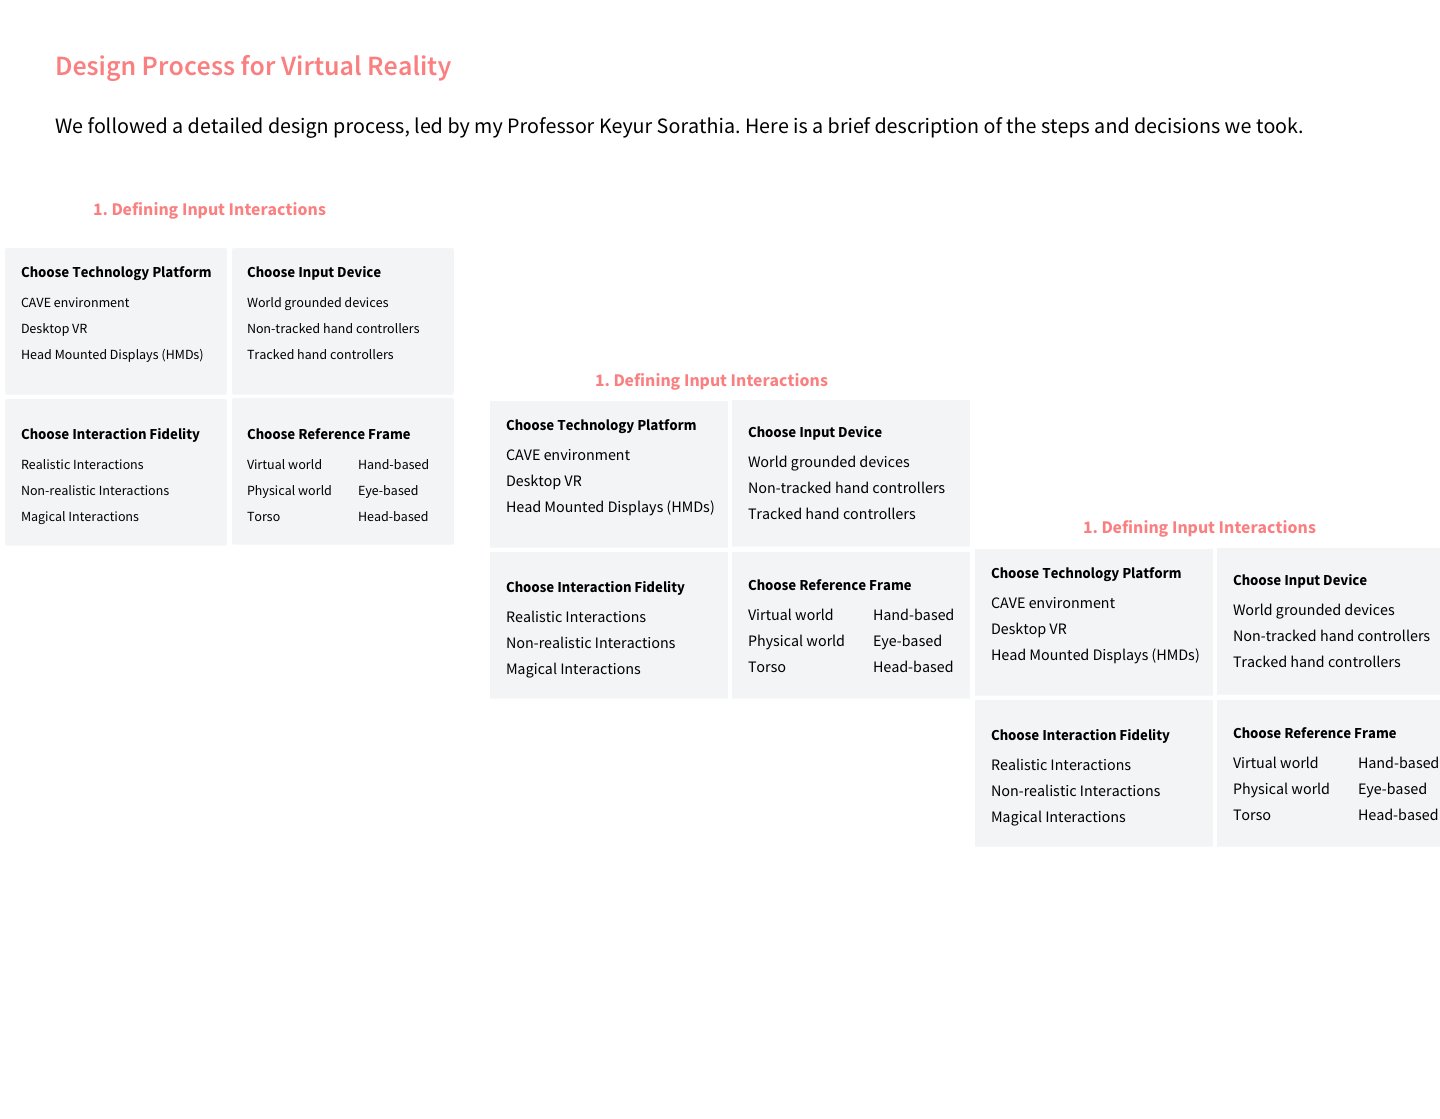 Design Process for Virtual Reality
We followed a detailed design process, led by my Professor Keyur Sorathia. Here is a brief description of the steps and decisions we took.
1. Defining Input Interactions
Choose Technology Platform
CAVE environment
Desktop VR
Head Mounted Displays (HMDs)
Choose Input Device
World grounded devices
Non-tracked hand controllers
Tracked hand controllers
Choose Interaction Fidelity
Realistic Interactions
Non-realistic Interactions
Magical Interactions
Choose Reference Frame
Virtual world Hand-based
Physical world Eye-based
Torso Head-based
1. Defining Input Interactions
Choose Technology Platform
CAVE environment
Desktop VR
Head Mounted Displays (HMDs)
Choose Input Device
World grounded devices
Non-tracked hand controllers
Tracked hand controllers
Choose Interaction Fidelity
Realistic Interactions
Non-realistic Interactions
Magical Interactions
Choose Reference Frame
Virtual world Hand-based
Physical world Eye-based
Torso Head-based
1. Defining Input Interactions
Choose Technology Platform
CAVE environment
Desktop VR
Head Mounted Displays (HMDs)
Choose Input Device
World grounded devices
Non-tracked hand controllers
Tracked hand controllers
Choose Interaction Fidelity
Realistic Interactions
Non-realistic Interactions
Magical Interactions
Choose Reference Frame
Virtual world Hand-based
Physical world Eye-based
Torso Head-based